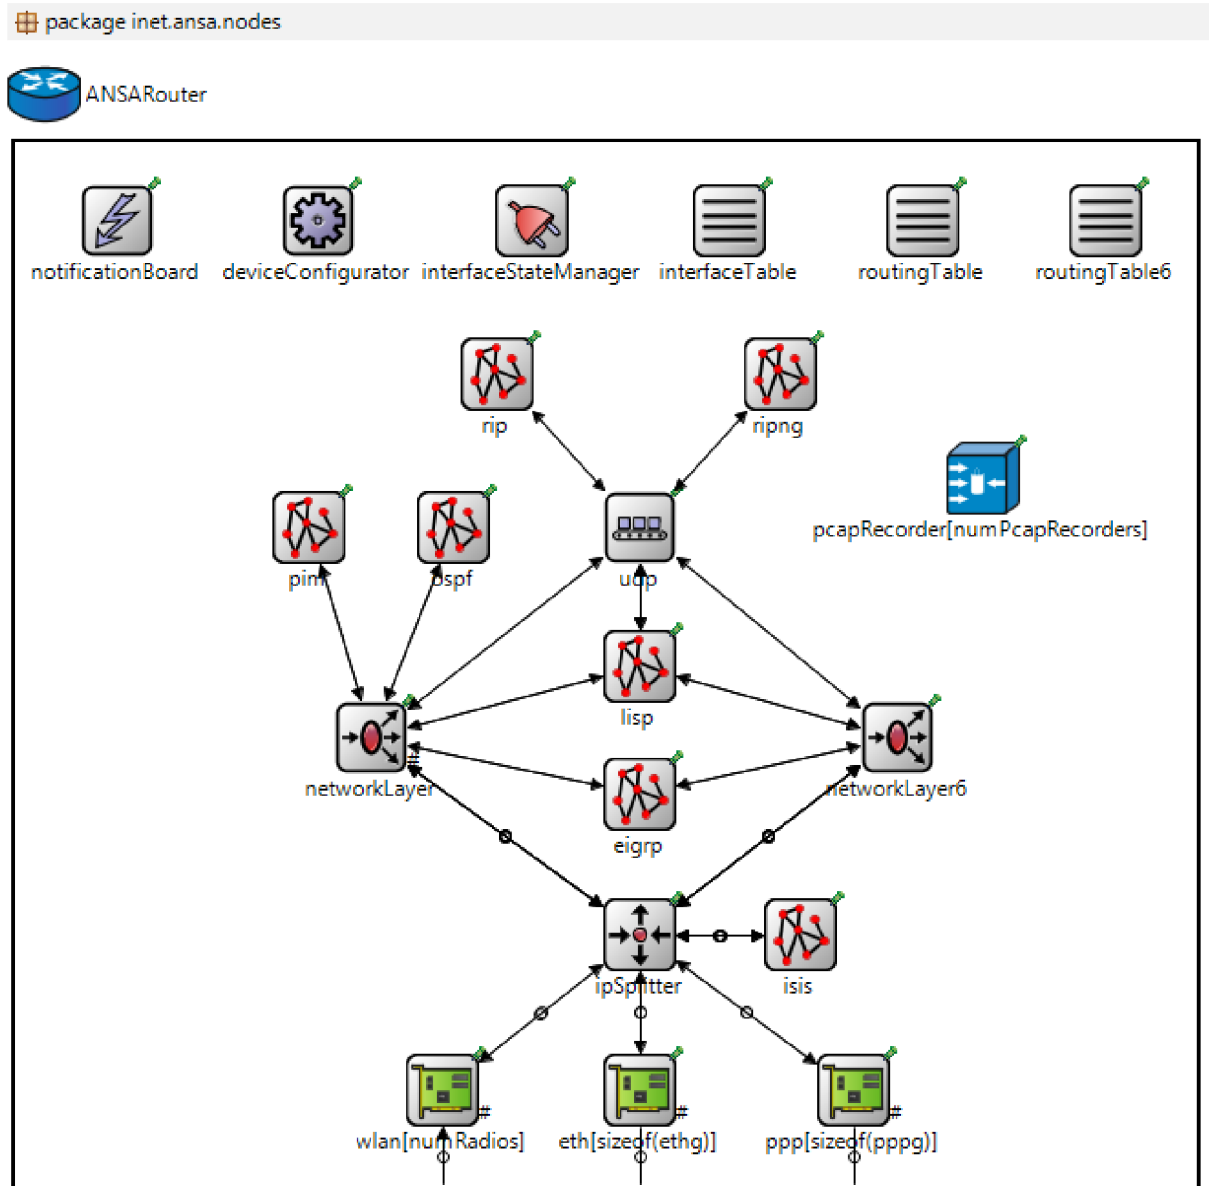 package inet.ansa.nodes
ANSARouter
notificationBoard deviceConfigurator interfaceStateManager interfaceTable routingTable routingTable6
rip ripng
pcapRecorder[numPcapRecorders]
pim ospf udp
lisp
networkLayer # networkLayer6
eigrp
ipSplitter isis
# # #
wlan[numRadios] eth[sizeof(ethg)] ppp[sizeof(pppg)]